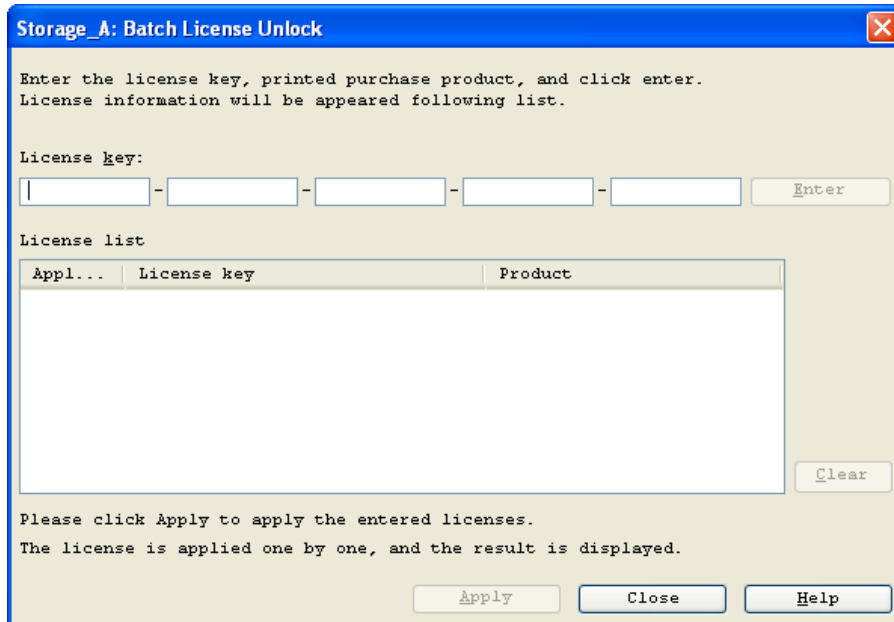 Storage_A: Batch License Unlock
Enter the license key, printed purchase product, and click enter.
License information will be appeared following list.
License key:
- - - - Enter
License list
Appl... License key Product
Clear
Please click Apply to apply the entered licenses.
The license is applied one by one, and the result is displayed.
Apply Close Help